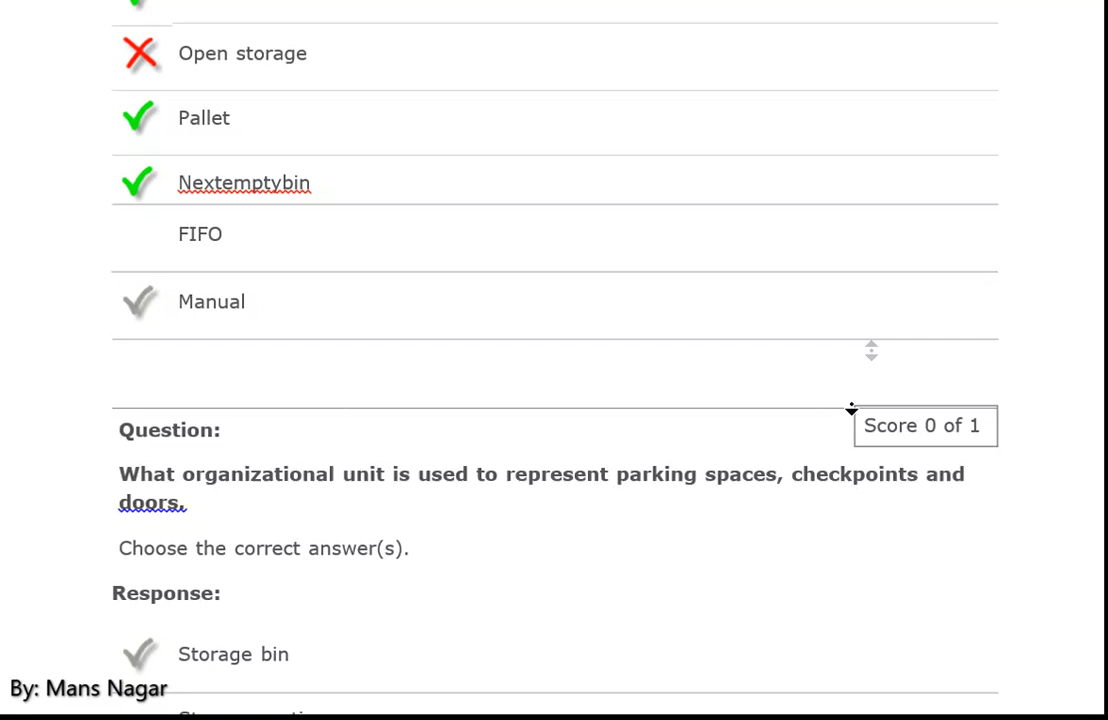 Open storage
Pallet
Nextemptybin
FIFO
Manual
Score 0 of 1
Question:
What organizational unit is used to represent parking spaces, checkpoints and
doors.
Choose the correct answer(s).
Response:
Storage bin
By: Mans Nagar